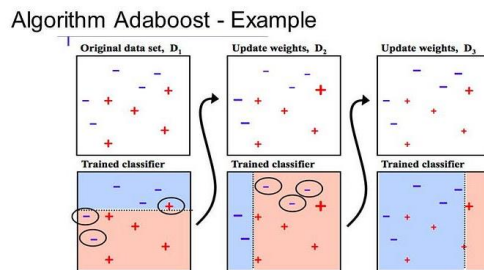 Algorithm Adaboost - Example
Original data set, D₁
Update weights, D₂
Update weights, D₃
Trained classifier
Trained classifier
Trained classifier